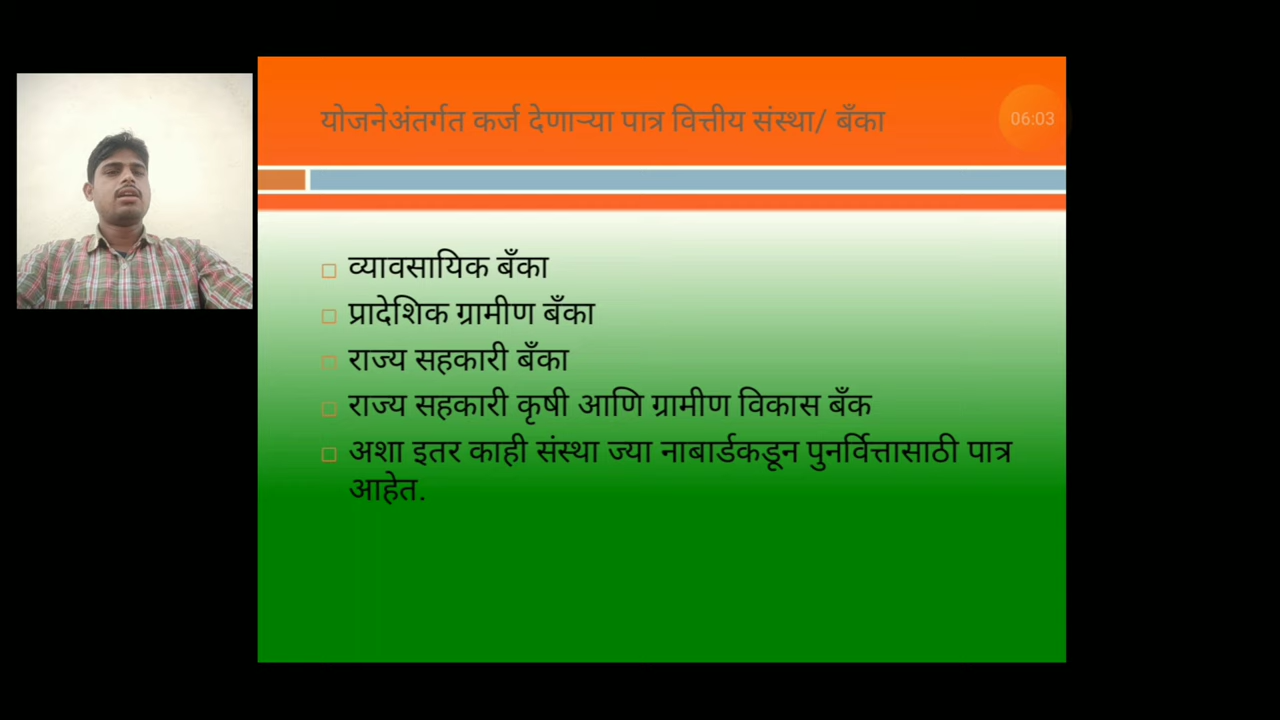 योजनेअंतर्गत कर्ज देणाऱ्या पात्र वित्तीय संस्था/ बँका
06:03
व्यावसायिक बँका
प्रादेशिक ग्रामीण बँका
राज्य सहकारी बँका
राज्य सहकारी कृषी आणि ग्रामीण विकास बँक
अशा इतर काही संस्था ज्या नाबार्डकडून पुनर्वित्तासाठी पात्र
आहेत.